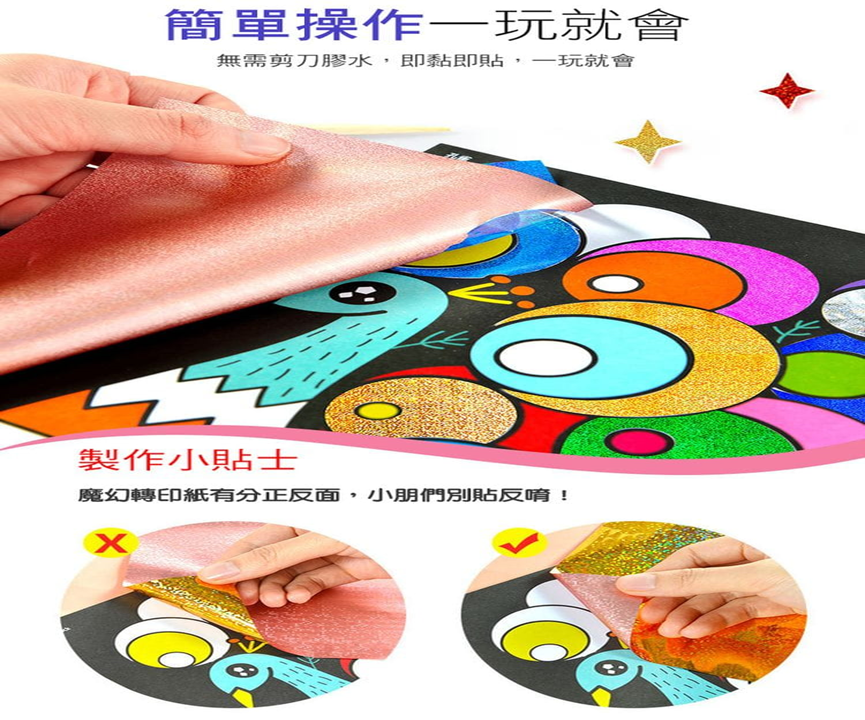 簡單操作一玩就會
無需剪刀膠水，即黏即貼，一玩就會
製作小貼士
魔幻轉印紙有分正反面，小朋們別貼反唷！